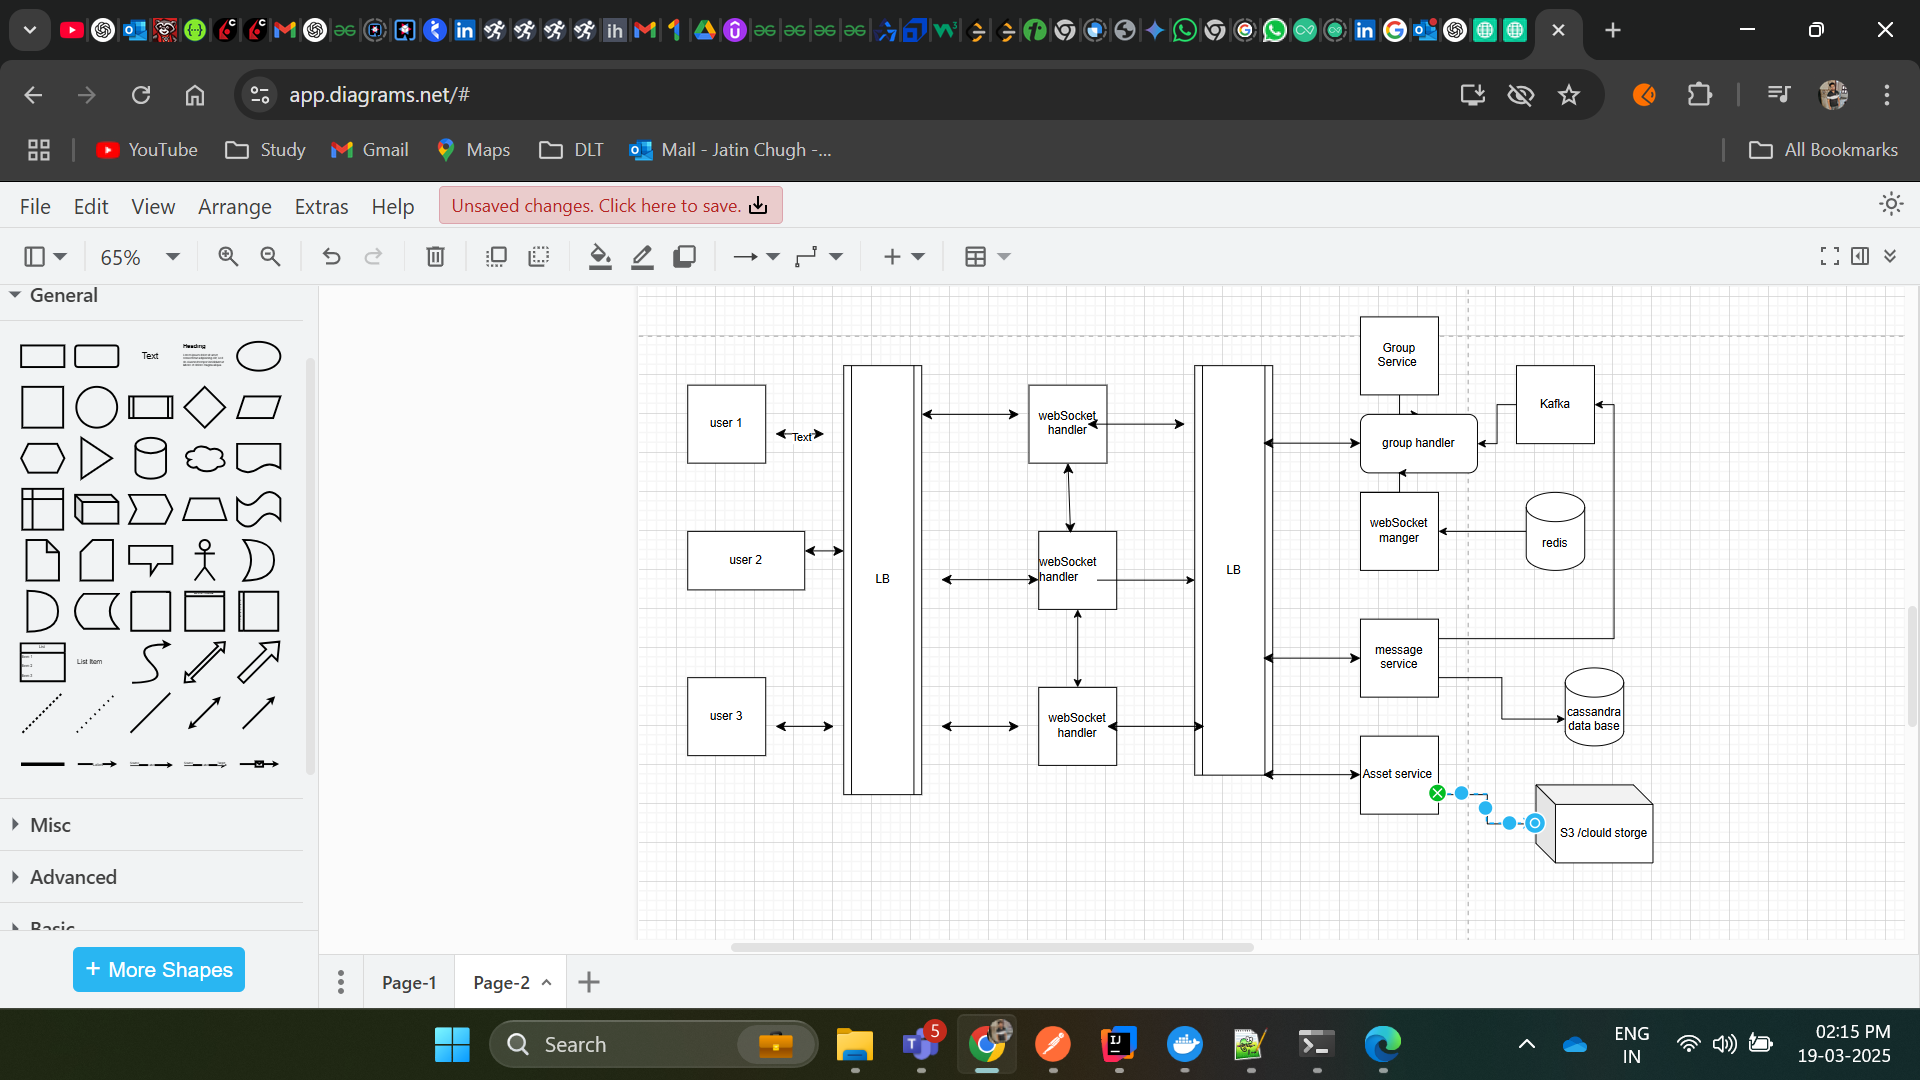 app.diagrams.net/#
YouTube
Study
Gmail
Maps
DLT
Mail - Jatin Chugh -...
All Bookmarks
File
Edit
View
Arrange
Extras
Help
Unsaved changes. Click here to save.
65%
General
Text
Heading
List
List Item
Misc
Advanced
Basic
+ More Shapes
user 1
Text
user 2
user 3
LB
webSocket
handler
webSocket
handler
webSocket
handler
LB
Group
Service
group handler
Kafka
webSocket
manger
redis
message
service
cassandra
data base
Asset service
S3 /clould storge
Page-1
Page-2
Search
5
ENG
IN
02:15 PM
19-03-2025